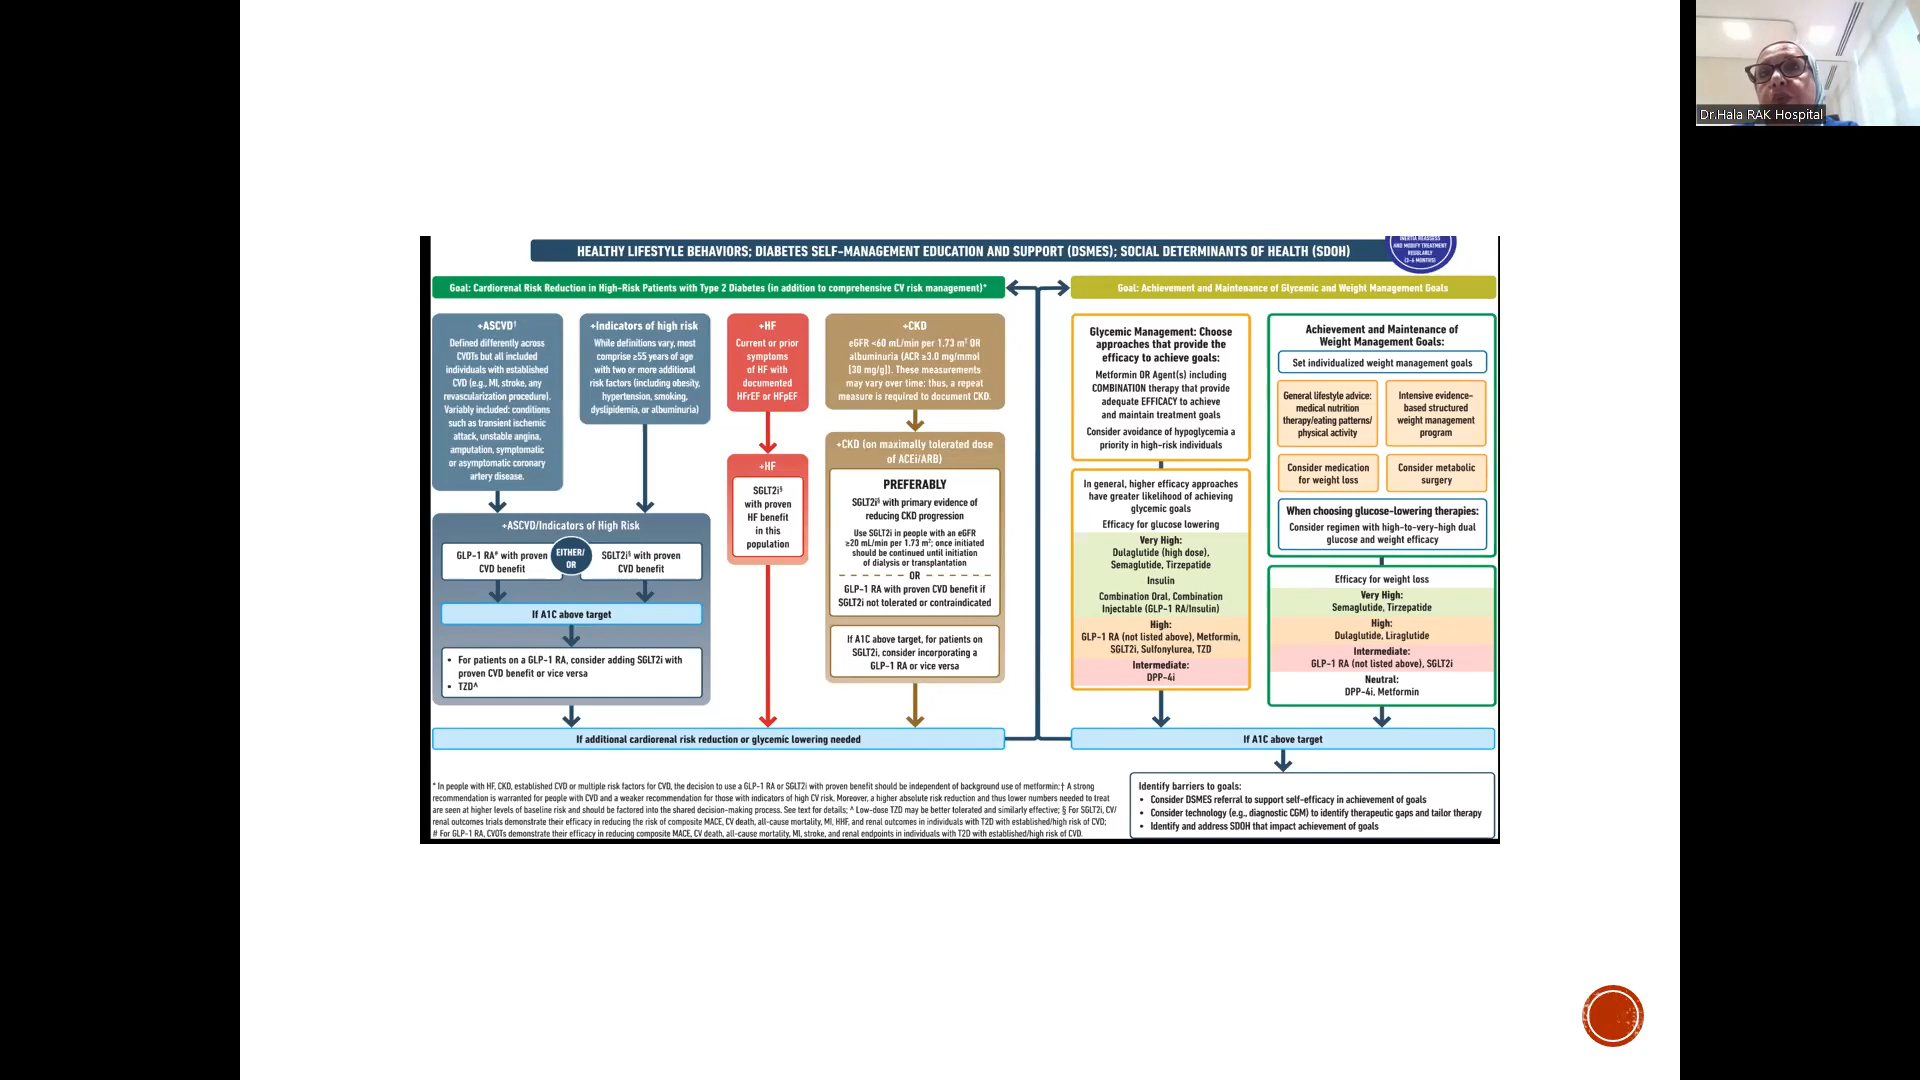 Dr.Hala RAK Hospital
HEALTHY LIFESTYLE BEHAVIORS; DIABETES SELF-MANAGEMENT EDUCATION AND SUPPORT (DSMES); SOCIAL DETERMINANTS OF HEALTH (SDOH)
INERTIA REASSESS
AND MODIFY TREATMENT
REGULARLY
(3-6 MONTHS)
Goal: Cardiorenal Risk Reduction in High-Risk Patients with Type 2 Diabetes (in addition to comprehensive CV risk management)*
+ASCVD†
Defined differently across
CVOTs but all included
individuals with established
CVD (e.g., MI, stroke, any
revascularization procedure).
Variably included: conditions
such as transient ischemic
attack, unstable angina,
amputation, symptomatic
or asymptomatic coronary
artery disease.
+Indicators of high risk
While definitions vary, most
comprise ≥55 years of age
with two or more additional
risk factors (including obesity,
hypertension, smoking,
dyslipidemia, or albuminuria)
+HF
Current or prior
symptoms
of HF with
documented
HFrEF or HFpEF
+CKD
eGFR <60 mL/min per 1.73 m² OR
albuminuria (ACR ≥3.0 mg/mmol
[30 mg/g]). These measurements
may vary over time; thus, a repeat
measure is required to document CKD.
+ASCVD/Indicators of High Risk
GLP-1 RA# with proven
CVD benefit
EITHER/
OR
SGLT2i§ with proven
CVD benefit
If A1C above target
• For patients on a GLP-1 RA, consider adding SGLT2i with
proven CVD benefit or vice versa
• TZD^
+HF
SGLT2i§
with proven
HF benefit
in this
population
+CKD (on maximally tolerated dose
of ACEi/ARB)
PREFERABLY
SGLT2i§ with primary evidence of
reducing CKD progression
Use SGLT2i in people with an eGFR
≥20 mL/min per 1.73 m²; once initiated
should be continued until initiation
of dialysis or transplantation
OR
GLP-1 RA with proven CVD benefit if
SGLT2i not tolerated or contraindicated
If A1C above target, for patients on
SGLT2i, consider incorporating a
GLP-1 RA or vice versa
If additional cardiorenal risk reduction or glycemic lowering needed
Goal: Achievement and Maintenance of Glycemic and Weight Management Goals
Glycemic Management: Choose
approaches that provide the
efficacy to achieve goals:
Metformin OR Agent(s) including
COMBINATION therapy that provide
adequate EFFICACY to achieve
and maintain treatment goals
Consider avoidance of hypoglycemia a
priority in high-risk individuals
In general, higher efficacy approaches
have greater likelihood of achieving
glycemic goals
Efficacy for glucose lowering
Very High:
Dulaglutide (high dose),
Semaglutide, Tirzepatide
Insulin
Combination Oral, Combination
Injectable (GLP-1 RA/Insulin)
High:
GLP-1 RA (not listed above), Metformin,
SGLT2i, Sulfonylurea, TZD
Intermediate:
DPP-4i
Achievement and Maintenance of
Weight Management Goals:
Set individualized weight management goals
General lifestyle advice:
medical nutrition
therapy/eating patterns/
physical activity
Intensive evidence-
based structured
weight management
program
Consider medication
for weight loss
Consider metabolic
surgery
When choosing glucose-lowering therapies:
Consider regimen with high-to-very-high dual
glucose and weight efficacy
Efficacy for weight loss
Very High:
Semaglutide, Tirzepatide
High:
Dulaglutide, Liraglutide
Intermediate:
GLP-1 RA (not listed above), SGLT2i
Neutral:
DPP-4i, Metformin
If A1C above target
Identify barriers to goals:
• Consider DSMES referral to support self-efficacy in achievement of goals
• Consider technology (e.g., diagnostic CGM) to identify therapeutic gaps and tailor therapy
• Identify and address SDOH that impact achievement of goals
* In people with HF, CKD, established CVD or multiple risk factors for CVD, the decision to use a GLP-1 RA or SGLT2i with proven benefit should be independent of background use of metformin; † A strong
recommendation is warranted for people with CVD and a weaker recommendation for those with indicators of high CV risk. Moreover, a higher absolute risk reduction and thus lower numbers needed to treat
are seen at higher levels of baseline risk and should be factored into the shared decision-making process. See text for details; ^ Low-dose TZD may be better tolerated and similarly effective; § For SGLT2i, CV/
renal outcomes trials demonstrate their efficacy in reducing the risk of composite MACE, CV death, all-cause mortality, MI, HHF, and renal outcomes in individuals with T2D with established/high risk of CVD;
# For GLP-1 RA, CVOTs demonstrate their efficacy in reducing composite MACE, CV death, all-cause mortality, MI, stroke, and renal endpoints in individuals with T2D with established/high risk of CVD.